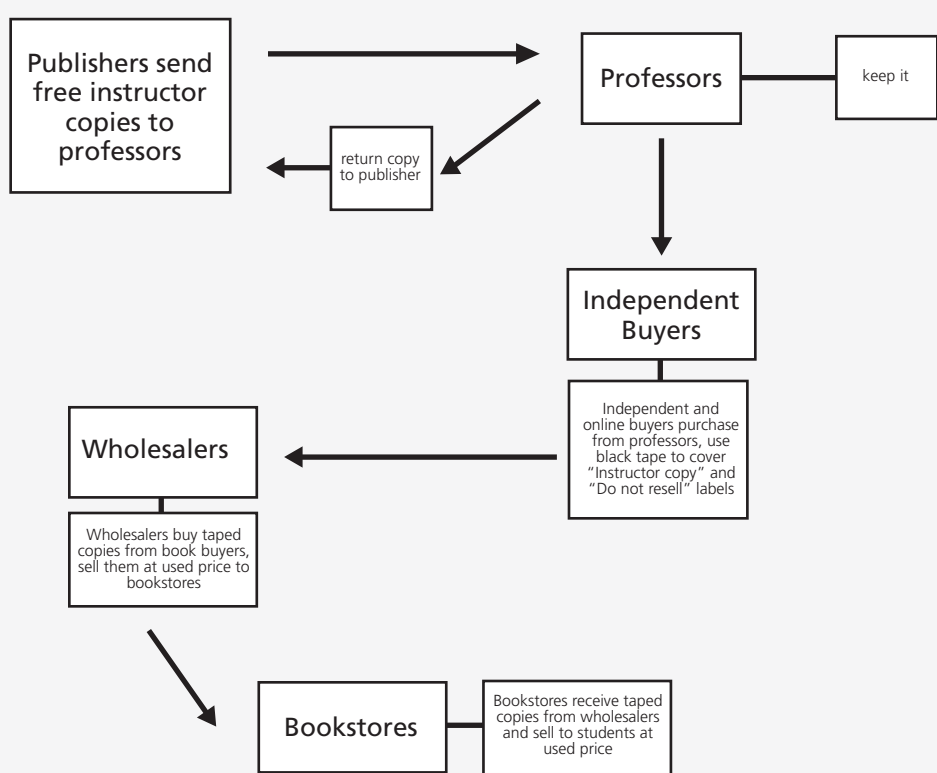 Publishers send
free instructor
copies to
professors
Professors
keep it
return copy
to publisher
Independent
Buyers
Independent and
online buyers purchase
from professors, use
black tape to cover
“Instructor copy” and
“Do not resell” labels
Wholesalers
Wholesalers buy taped
copies from book buyers,
sell them at used price to
bookstores
Bookstores
Bookstores receive taped
copies from wholesalers
and sell to students at
used price